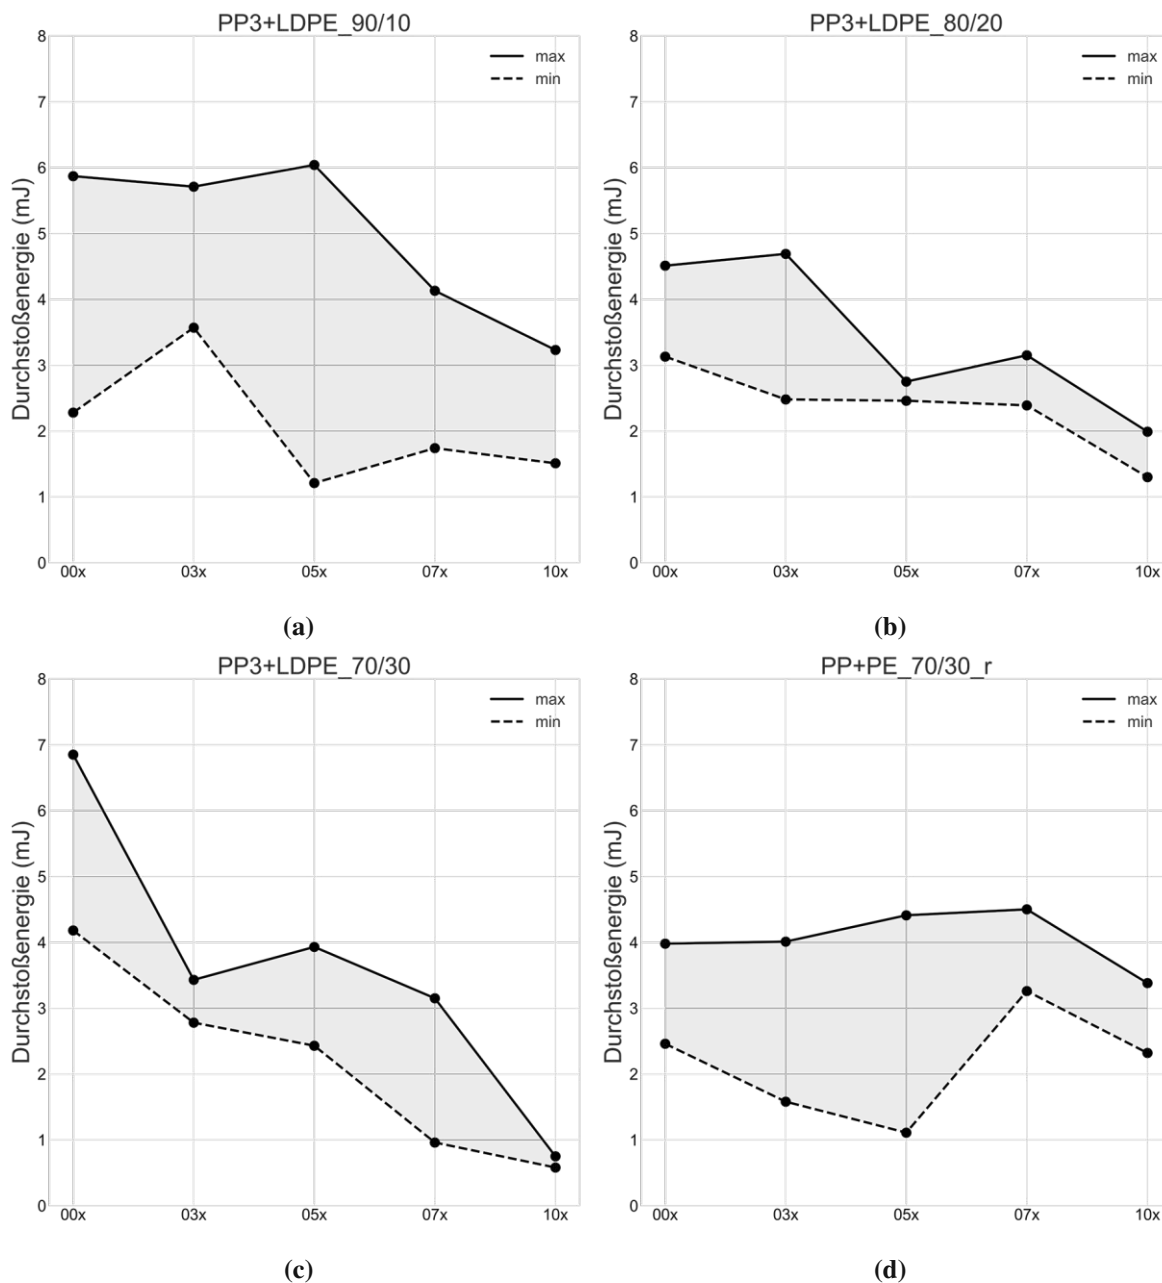 PP3+LDPE_90/10
max
min
Durchstoßenergie (mJ)
8
7
6
5
4
3
2
1
0
00x 03x 05x 07x 10x
(a)
PP3+LDPE_80/20
max
min
Durchstoßenergie (mJ)
8
7
6
5
4
3
2
1
0
00x 03x 05x 07x 10x
(b)
PP3+LDPE_70/30
max
min
Durchstoßenergie (mJ)
8
7
6
5
4
3
2
1
0
00x 03x 05x 07x 10x
(c)
PP+PE_70/30_r
max
min
Durchstoßenergie (mJ)
8
7
6
5
4
3
2
1
0
00x 03x 05x 07x 10x
(d)